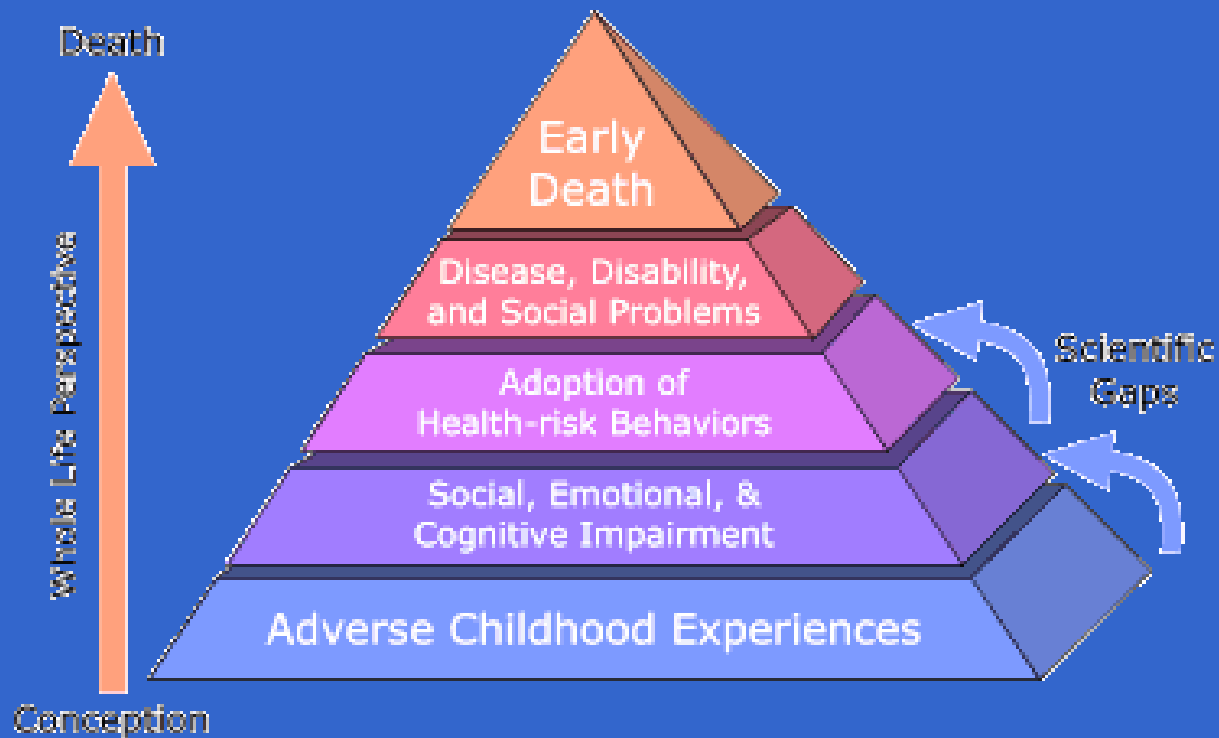 Death
Early
Death
Disease, Disability,
and Social Problems
Adoption of
Health-risk Behaviors
Social, Emotional, &
Cognitive Impairment
Adverse Childhood Experiences
Whole Life Perspective
Conception
Scientific
Gaps